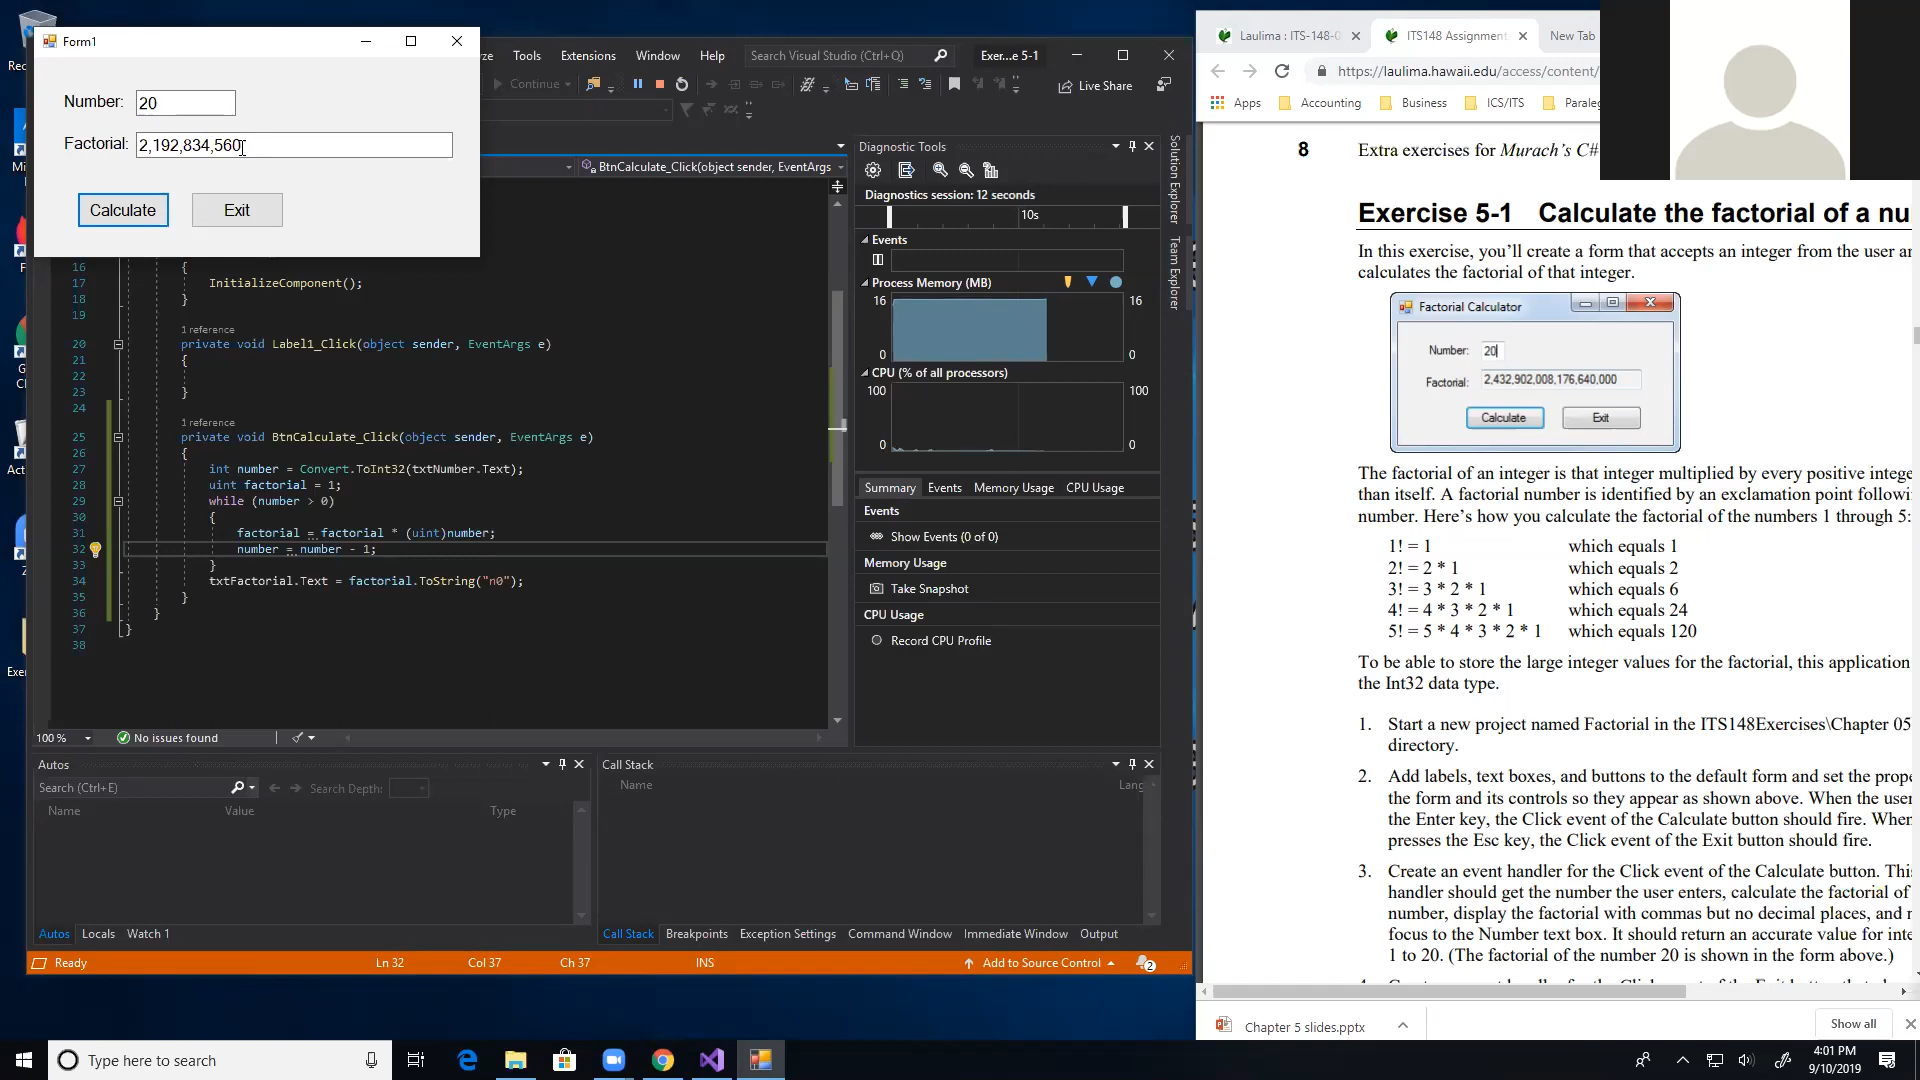 Form1
Number: 20
Factorial: 2,192,834,560
Calculate Exit
Tools Extensions Window Help Search Visual Studio (Ctrl+Q) Exer...e 5-1
Continue Live Share
BtnCalculate_Click(object sender, EventArgs
16 {
17 InitializeComponent();
18 }
19
1 reference
20 private void Label1_Click(object sender, EventArgs e)
21 {
22
23 }
24
1 reference
25 private void BtnCalculate_Click(object sender, EventArgs e)
26 {
27 int number = Convert.ToInt32(txtNumber.Text);
28 uint factorial = 1;
29 while (number > 0)
30 {
31 factorial = factorial * (uint)number;
32 number = number - 1;
33 }
34 txtFactorial.Text = factorial.ToString("n0");
35 }
36 }
37 }
38
100 % No issues found
Diagnostic Tools
Diagnostics session: 12 seconds
10s
Events
Process Memory (MB)
16 16
0 0
CPU (% of all processors)
100 100
0 0
Summary Events Memory Usage CPU Usage
Events
Show Events (0 of 0)
Memory Usage
Take Snapshot
CPU Usage
Record CPU Profile
Solution Explorer
Team Explorer
Autos
Search (Ctrl+E) Search Depth:
Name Value Type
Autos Locals Watch 1
Call Stack
Name Lang
Call Stack Breakpoints Exception Settings Command Window Immediate Window Output
Ready Ln 32 Col 37 Ch 37 INS Add to Source Control 2
Laulima : ITS-148-0 ITS148 Assignment New Tab
https://laulima.hawaii.edu/access/content/
Apps Accounting Business ICS/ITS Paraleg
8 Extra exercises for Murach's C#
Exercise 5-1 Calculate the factorial of a nu
In this exercise, you'll create a form that accepts an integer from the user an
calculates the factorial of that integer.
Factorial Calculator
Number: 20
Factorial: 2,432,902,008,176,640,000
Calculate Exit
The factorial of an integer is that integer multiplied by every positive intege
than itself. A factorial number is identified by an exclamation point followi
number. Here's how you calculate the factorial of the numbers 1 through 5:
1! = 1 which equals 1
2! = 2 * 1 which equals 2
3! = 3 * 2 * 1 which equals 6
4! = 4 * 3 * 2 * 1 which equals 24
5! = 5 * 4 * 3 * 2 * 1 which equals 120
To be able to store the large integer values for the factorial, this application
the Int32 data type.
1. Start a new project named Factorial in the ITS148Exercises\Chapter 05
directory.
2. Add labels, text boxes, and buttons to the default form and set the prope
the form and its controls so they appear as shown above. When the user
the Enter key, the Click event of the Calculate button should fire. When
presses the Esc key, the Click event of the Exit button should fire.
3. Create an event handler for the Click event of the Calculate button. This
handler should get the number the user enters, calculate the factorial of
number, display the factorial with commas but no decimal places, and m
focus to the Number text box. It should return an accurate value for inte
1 to 20. (The factorial of the number 20 is shown in the form above.)
Chapter 5 slides.pptx Show all
Type here to search
4:01 PM
9/10/2019